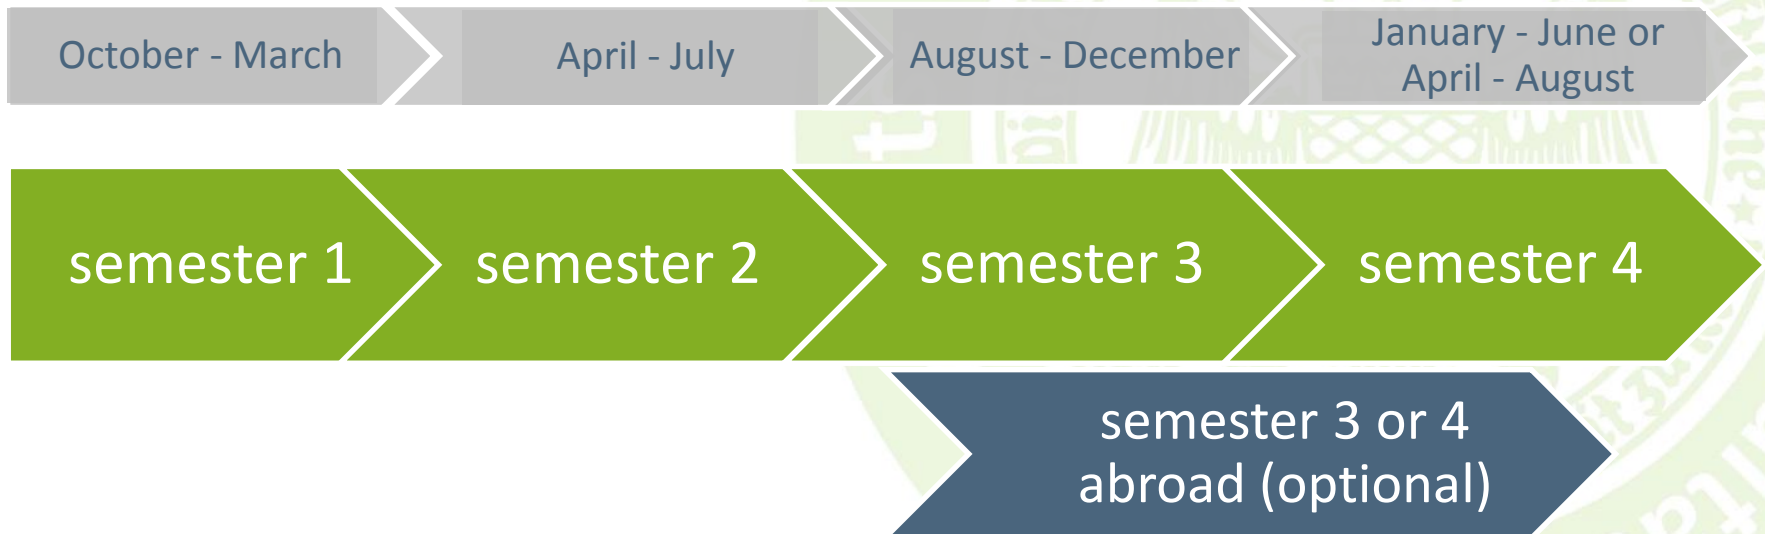 October - March
April - July
August - December
January - June or
April - August
semester 1
semester 2
semester 3
semester 4
semester 3 or 4
abroad (optional)